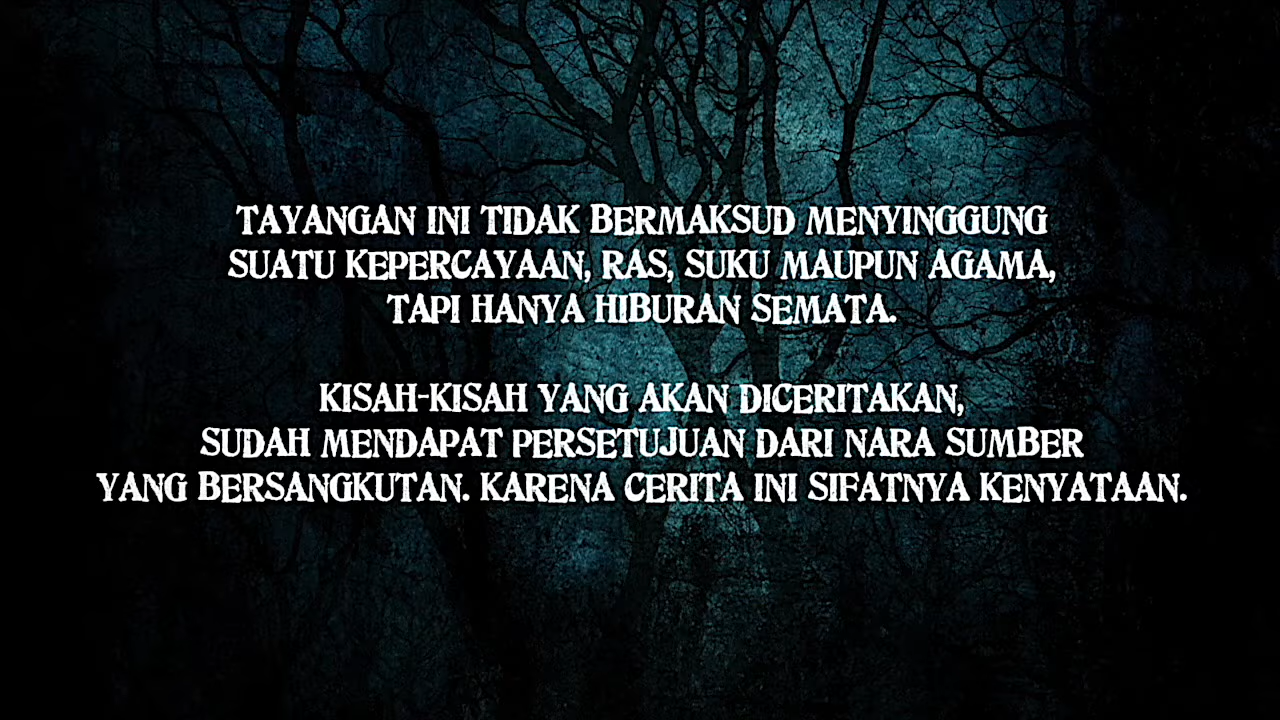 TAYANGAN INI TIDAK BERMAKSUD MENYINGGUNG
SUATU KEPERCAYAAN, RAS, SUKU MAUPUN AGAMA,
TAPI HANYA HIBURAN SEMATA.
KISAH-KISAH YANG AKAN DICERITAKAN,
SUDAH MENDAPAT PERSETUJUAN DARI NARA SUMBER
YANG BERSANGKUTAN. KARENA CERITA INI SIFATNYA KENYATAAN.